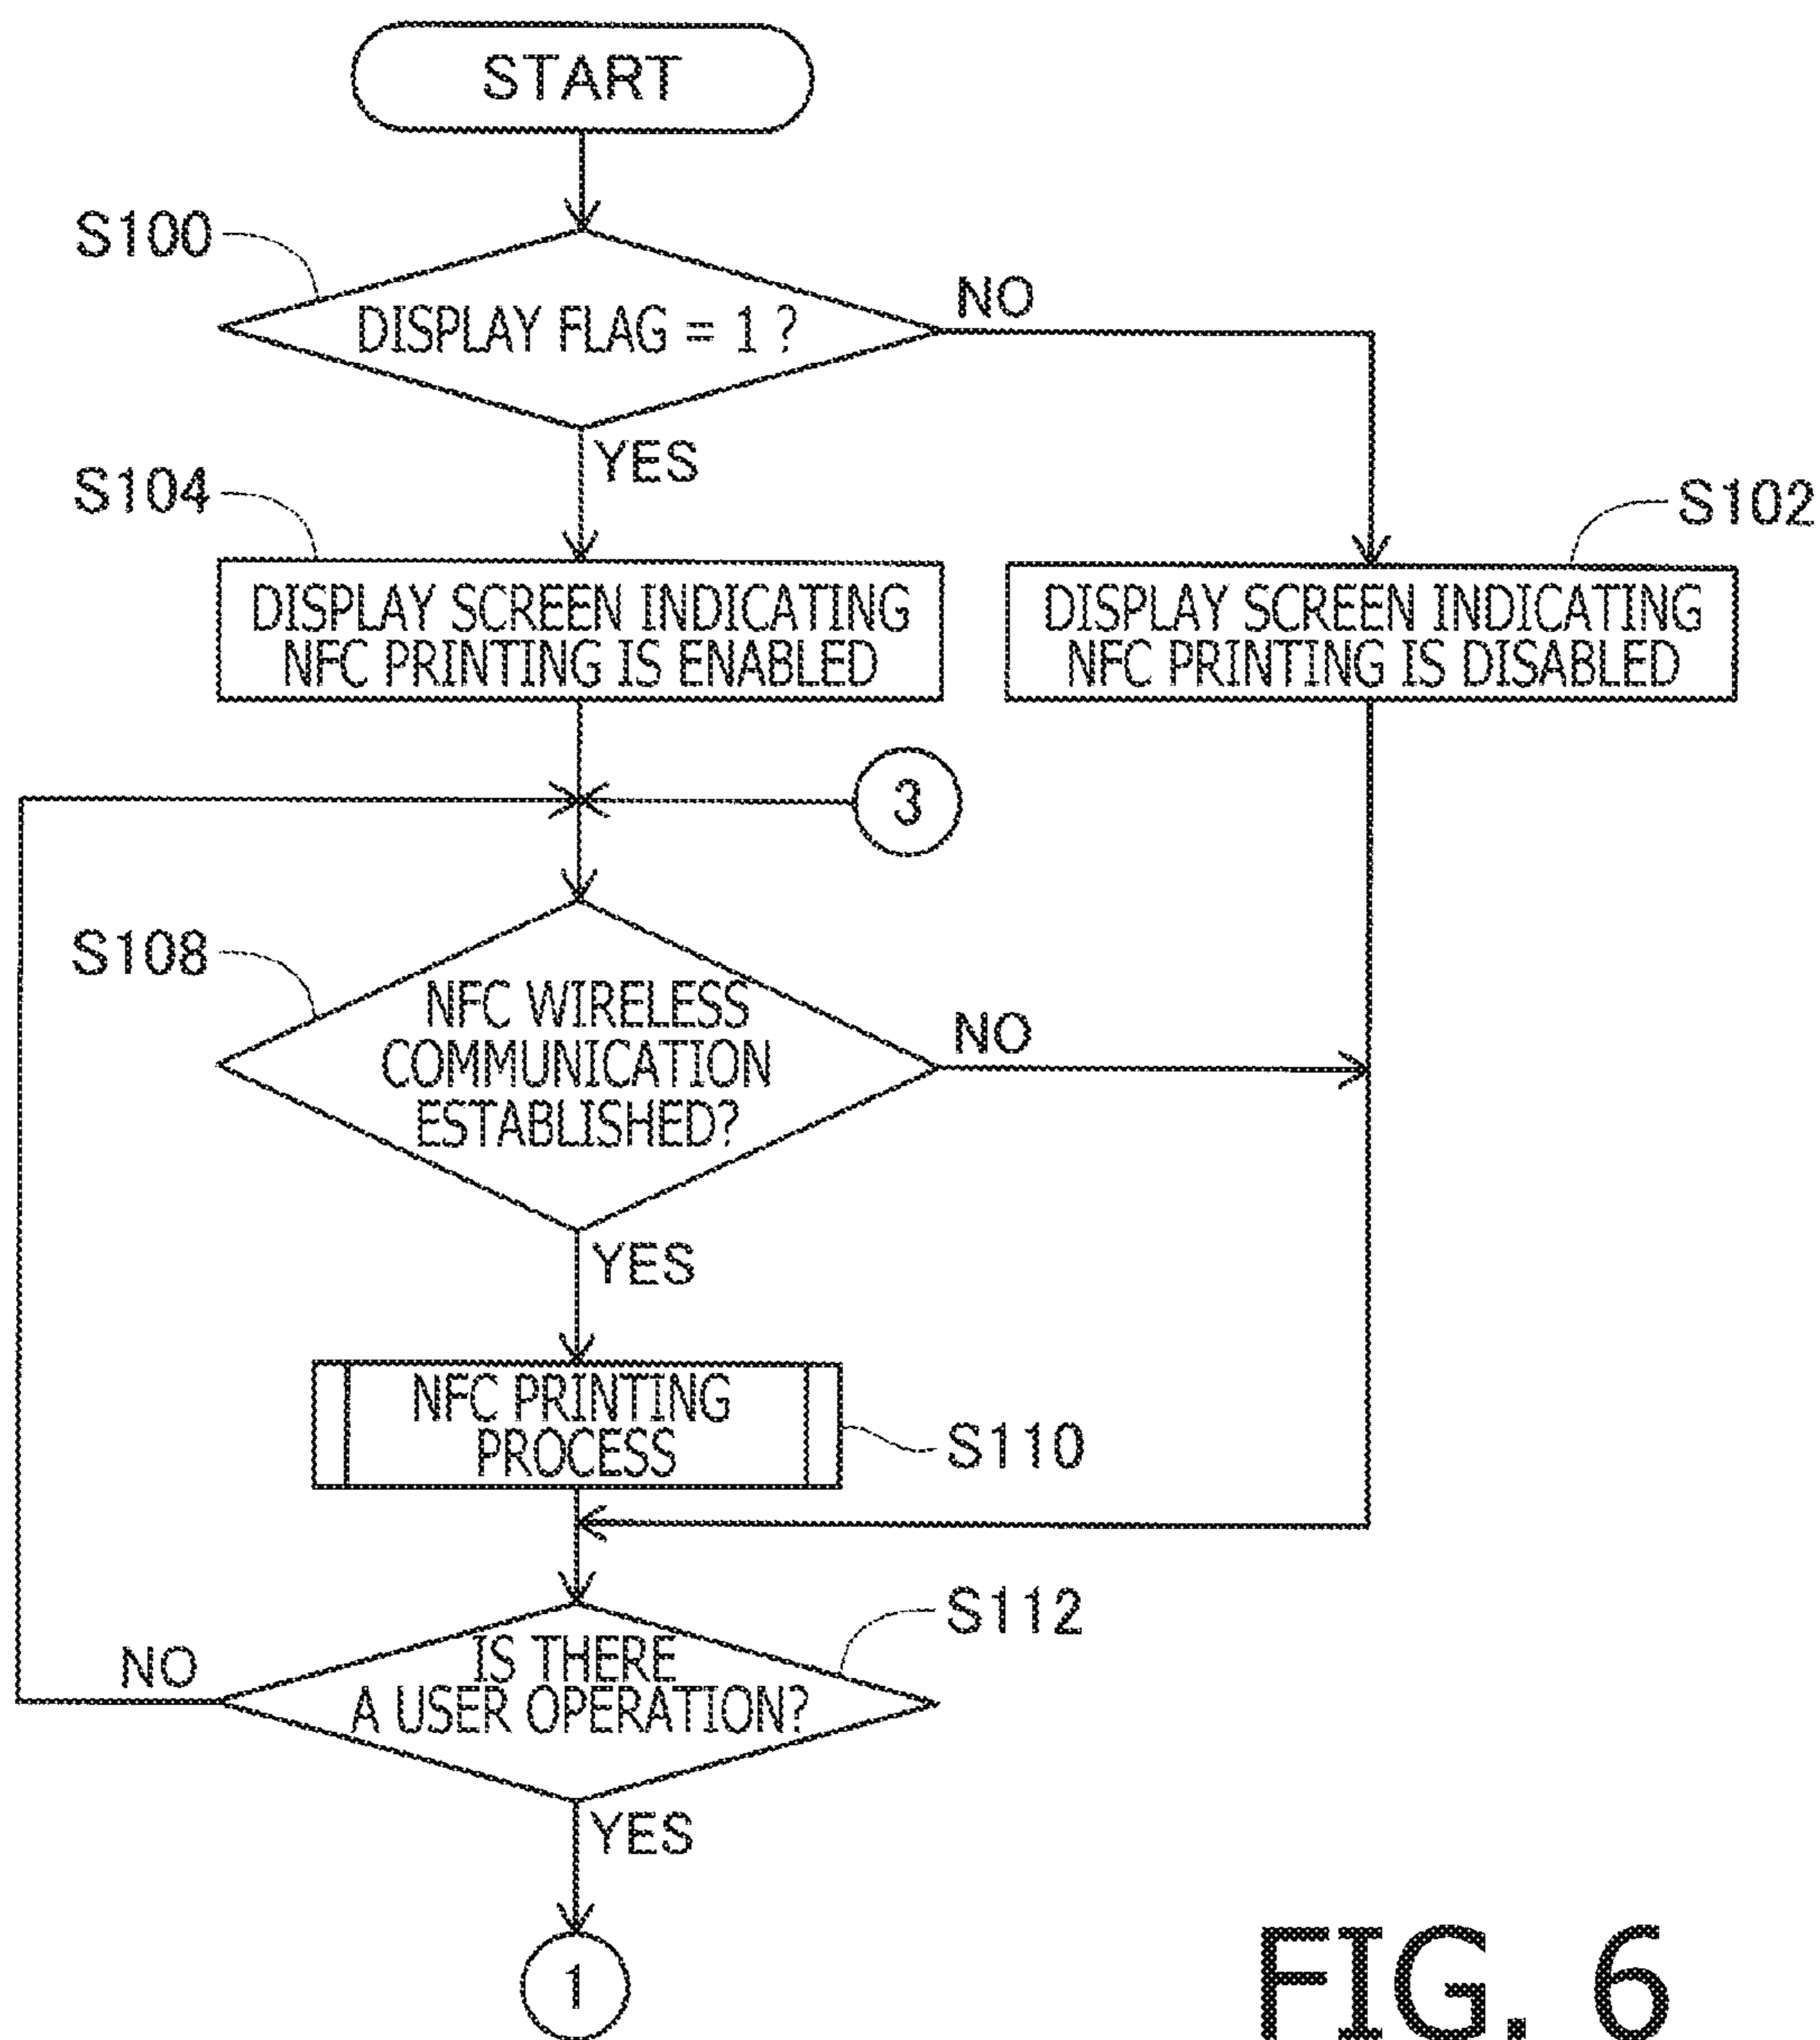 START
S100
DISPLAY FLAG = 1 ?
NO
YES
S104
S102
DISPLAY SCREEN INDICATING
NFC PRINTING IS ENABLED
DISPLAY SCREEN INDICATING
NFC PRINTING IS DISABLED
3
S108
NFC WIRELESS
COMMUNICATION
ESTABLISHED?
NO
YES
NFC PRINTING
PROCESS
S110
S112
IS THERE
A USER OPERATION?
NO
YES
1
FIG. 6